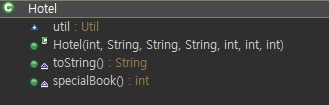 Hotel
util : Util
Hotel(int, String, String, String, int, int, int)
toString() : String
specialBook() : int